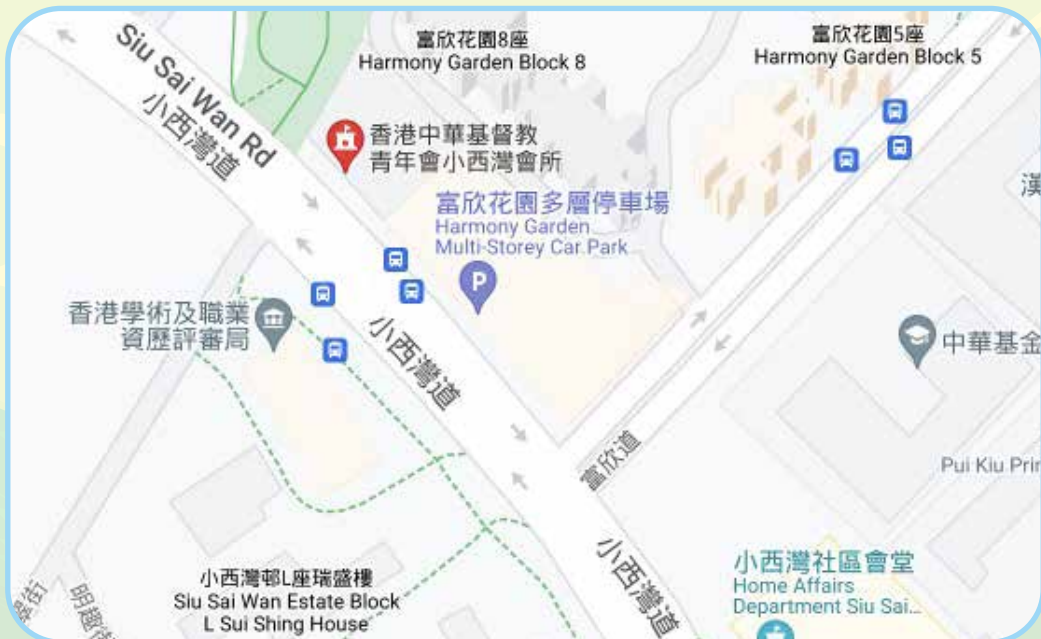 富欣花園8座
Harmony Garden Block 8
富欣花園5座
Harmony Garden Block 5
Siu Sai Wan Rd
小西灣道
香港中華基督教
青年會小西灣會所
富欣花園多層停車場
Harmony Garden
Multi-Storey Car Park
P
香港學術及職業
資歷評審局
小西灣道
中華基金
富欣道
Pui Kiu Prin
小西灣道
小西灣邨L座瑞盛樓
Siu Sai Wan Estate Block
L Sui Shing House
明趣街
小西灣社區會堂
Home Affairs
Department Siu Sai...